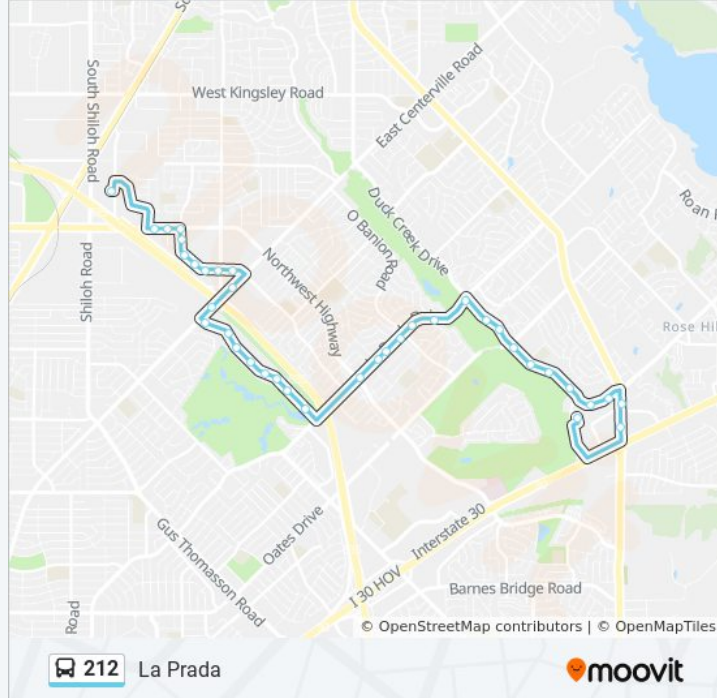 South Shiloh Road
West Kingsley Road
East Centerville Road
Duck Creek Drive
O Banion Road
Roan
Shiloh Road
Northwest Highway
Rose Hil
Oates Drive
Gus Thomasson Road
Interstate 30
I 30 HOV
Barnes Bridge Road
Road
© OpenStreetMap contributors | © OpenMapTiles
212 La Prada
moovit